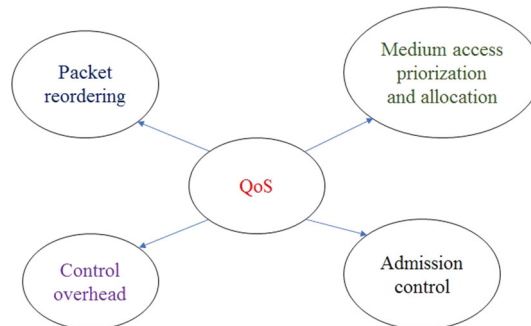 Packet
reordering
Medium access
priorization
and allocation
QoS
Control
overhead
Admission
control